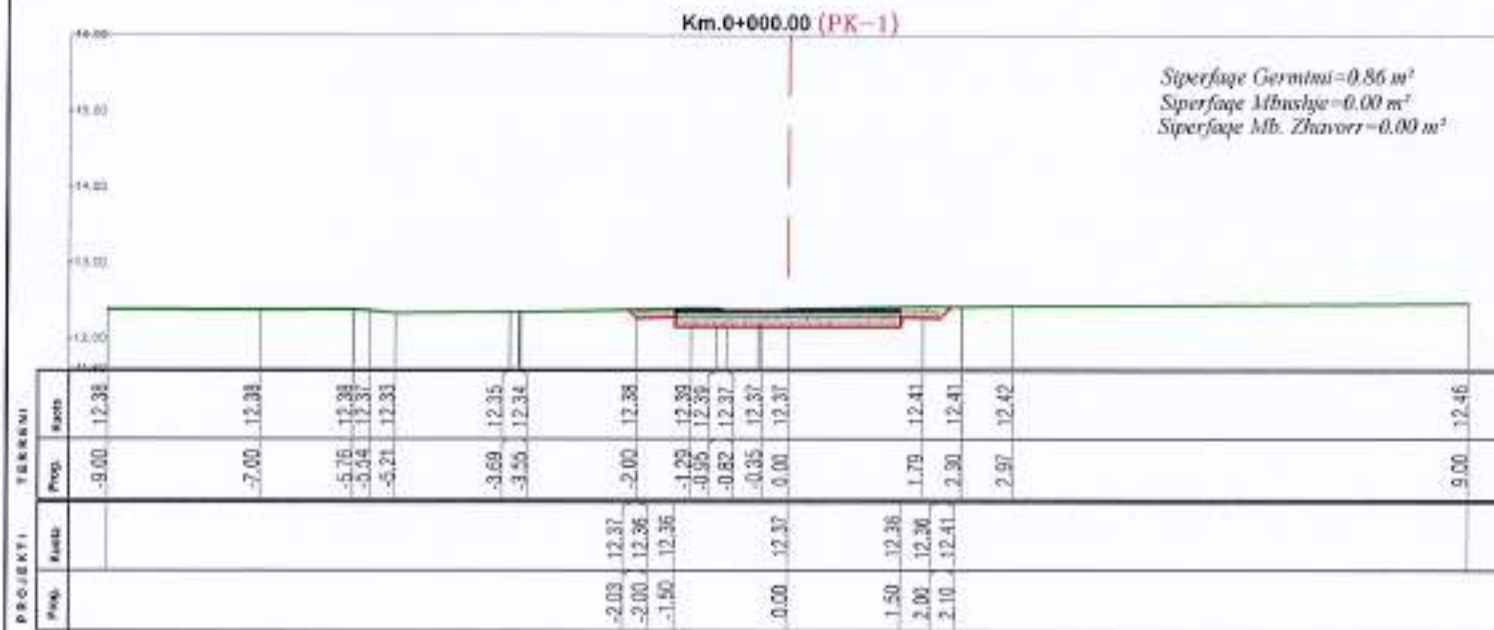 Km.0+000.00 (PK-1)
Siperfaqe Germimi=0.86 m²
Siperfaqe Mbushje=0.00 m²
Siperfaqe Mb. Zhavorr=0.00 m²
15.00
14.00
13.00
12.00
TERRENI
Kuota 12.38 12.38 12.38 12.37 12.33 12.35 12.34 12.38 12.39 12.39 12.37 12.37 12.37 12.41 12.41 12.42 12.46
Prog. -9.00 -7.00 -5.76 -5.54 -5.21 -3.69 -3.55 -2.00 -1.29 -0.95 -0.82 -0.35 0.00 1.79 2.30 2.97 9.00
PROJEKTI
Kuota 12.37 12.36 12.36 12.37 12.36 12.36 12.41
Prog. -2.03 -2.00 -1.50 0.00 1.50 2.00 2.10